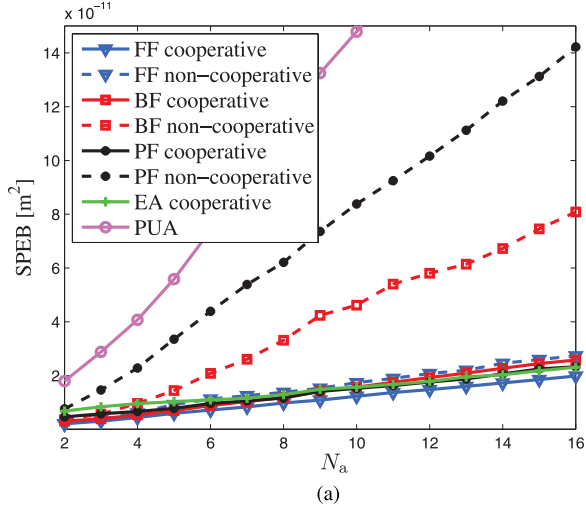 x 10⁻¹¹
FF cooperative
FF non−cooperative
BF cooperative
BF non−cooperative
PF cooperative
PF non−cooperative
EA cooperative
PUA
SPEB [m²]
14
12
10
8
6
4
2
2 4 6 8 10 12 14 16
Nₐ
(a)